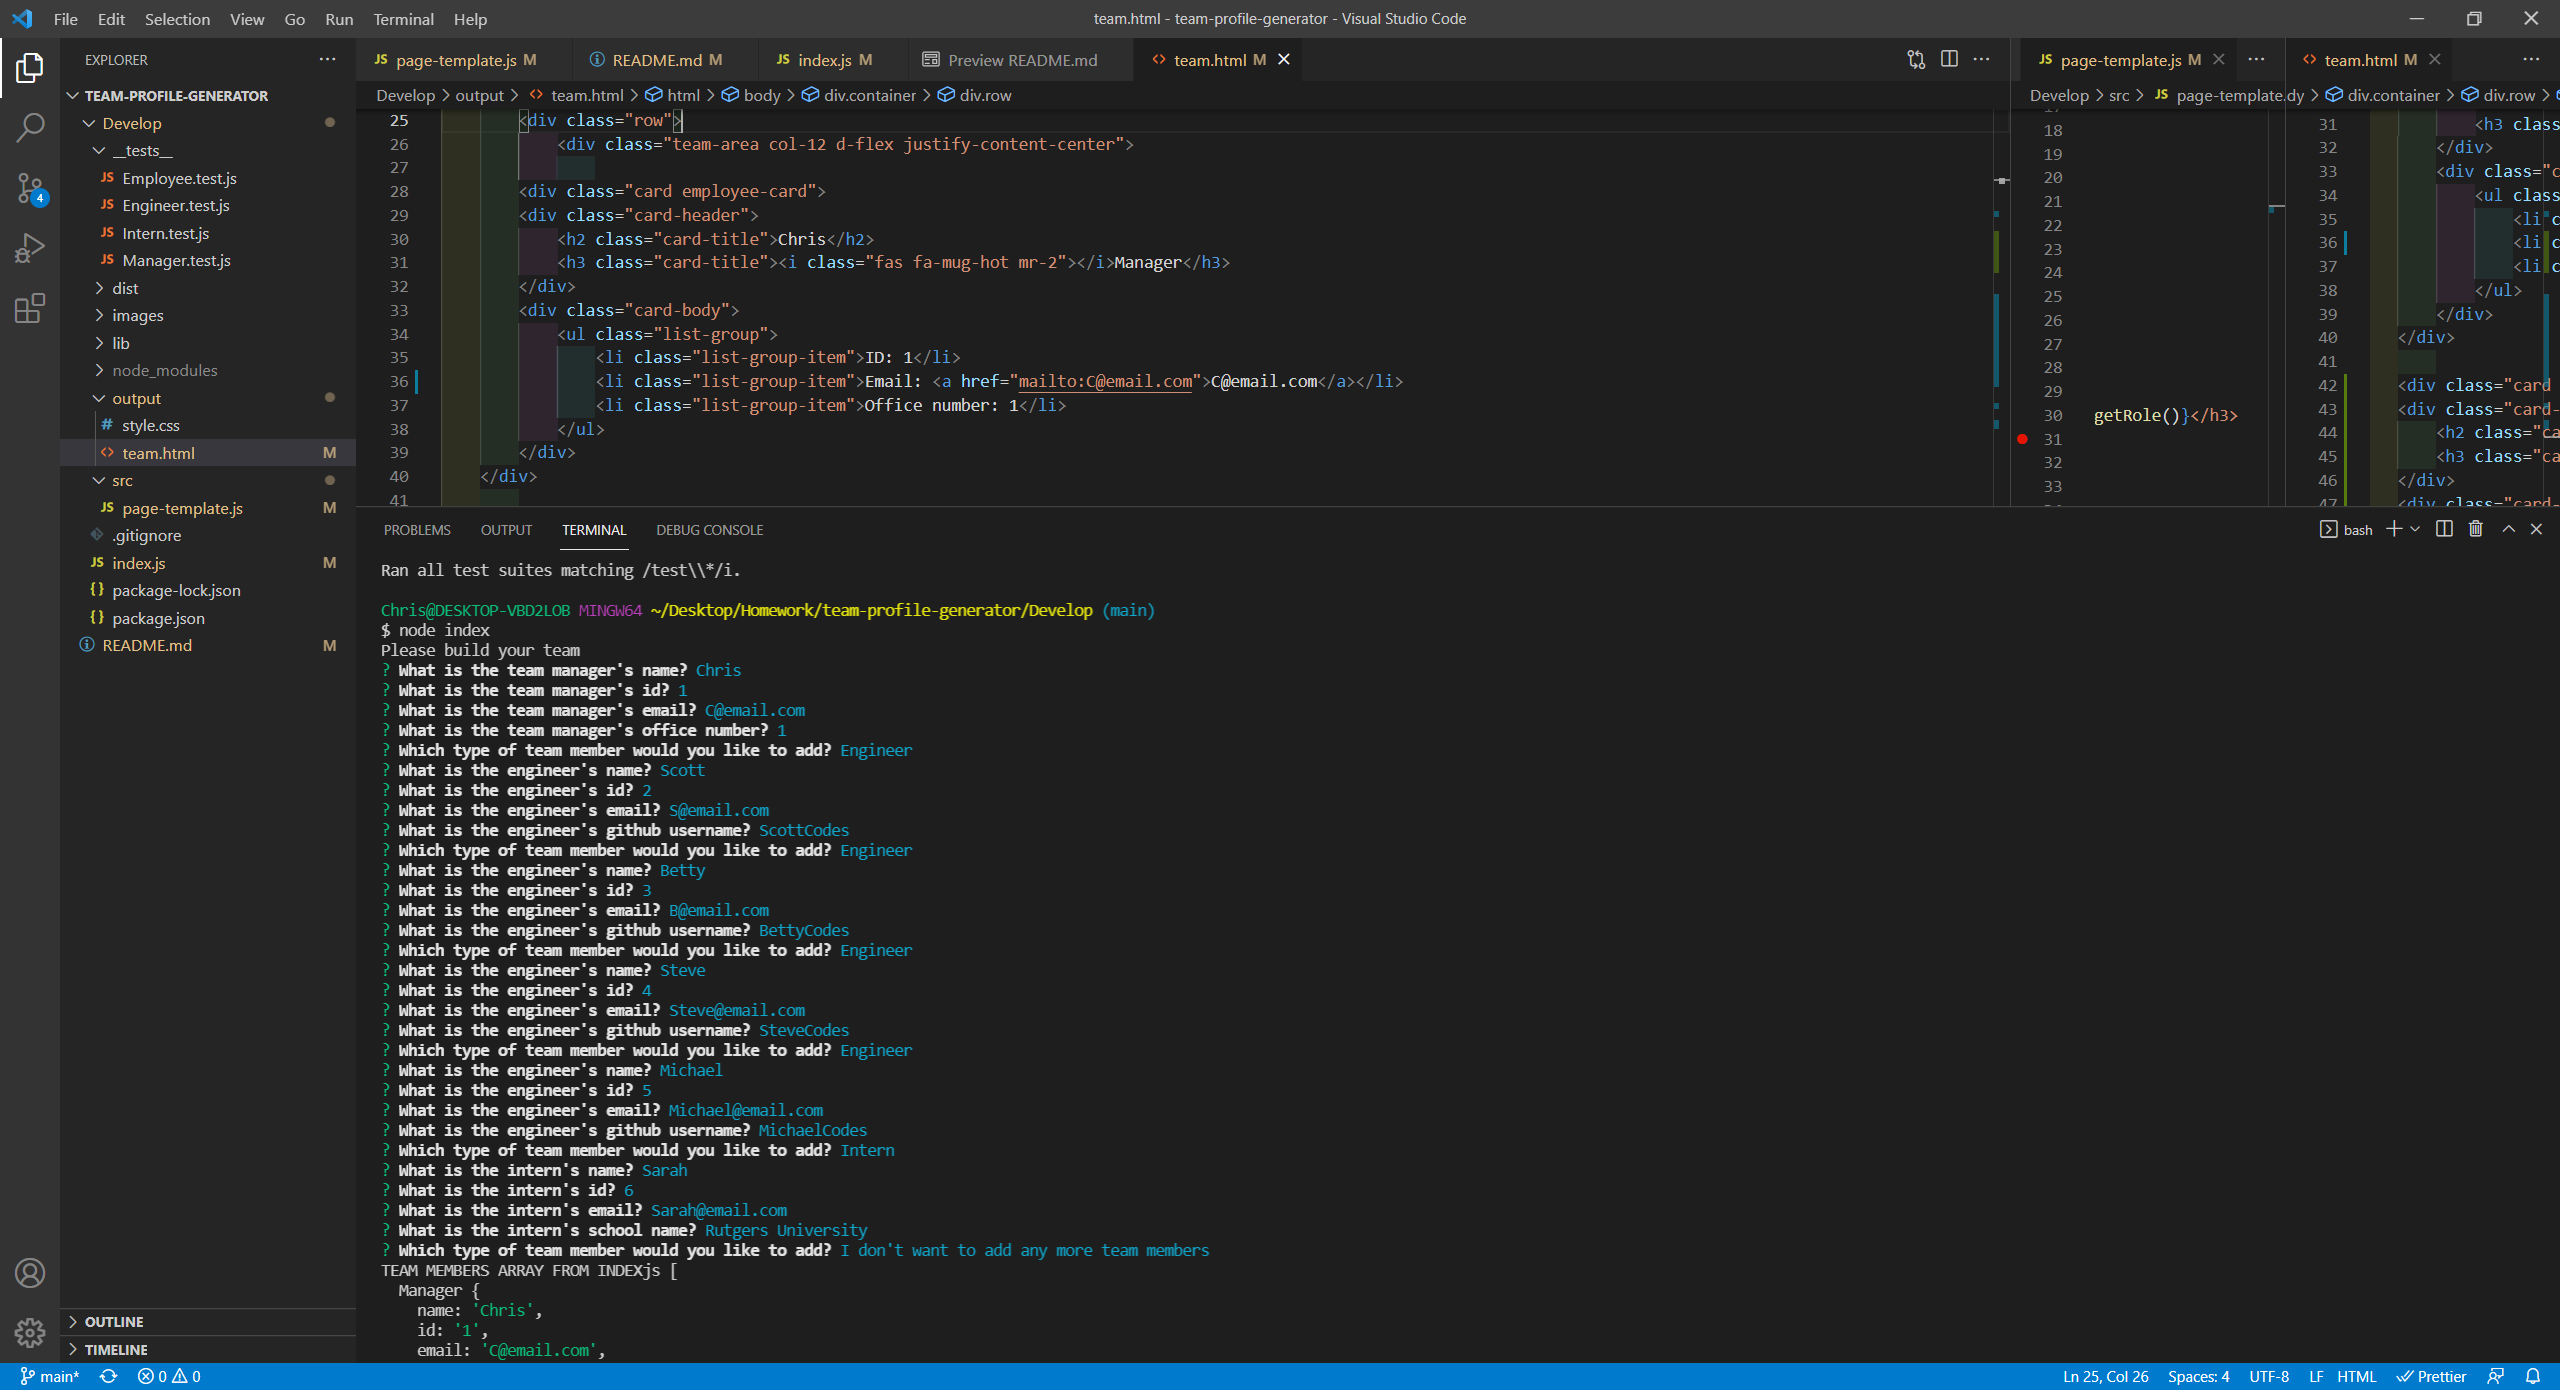 File Edit Selection View Go Run Terminal Help
team.html - team-profile-generator - Visual Studio Code
EXPLORER
TEAM-PROFILE-GENERATOR
Develop
__tests__
JS Employee.test.js
JS Engineer.test.js
JS Intern.test.js
JS Manager.test.js
dist
images
lib
node_modules
output
# style.css
<> team.html M
src
JS page-template.js M
.gitignore
JS index.js M
{} package-lock.json
{} package.json
README.md M
OUTLINE
TIMELINE
4
JS page-template.js M
README.md M
JS index.js M
Preview README.md
<> team.html M
Develop > output > <> team.html > html > body > div.container > div.row
25 <div class="row">
26 <div class="team-area col-12 d-flex justify-content-center">
27
28 <div class="card employee-card">
29 <div class="card-header">
30 <h2 class="card-title">Chris</h2>
31 <h3 class="card-title"><i class="fas fa-mug-hot mr-2"></i>Manager</h3>
32 </div>
33 <div class="card-body">
34 <ul class="list-group">
35 <li class="list-group-item">ID: 1</li>
36 <li class="list-group-item">Email: <a href="mailto:C@email.com">C@email.com</a></li>
37 <li class="list-group-item">Office number: 1</li>
38 </ul>
39 </div>
40 </div>
41
JS page-template.js M
Develop > src > JS page-template.
18
19
20
21
22
23
24
25
26
27
28
29
30 getRole()}</h3>
31
32
33
<> team.html M
dy > div.container > div.row >
31 <h3 class
32 </div>
33 <div class="c
34 <ul class
35 <li c
36 <li c
37 <li c
38 </ul>
39 </div>
40 </div>
41
42 <div class="card
43 <div class="card-
44 <h2 class="ca
45 <h3 class="ca
46 </div>
47 <div class="card-
PROBLEMS OUTPUT TERMINAL DEBUG CONSOLE
bash
Ran all test suites matching /test\\*/i.
Chris@DESKTOP-VBD2LOB MINGW64 ~/Desktop/Homework/team-profile-generator/Develop (main)
$ node index
Please build your team
? What is the team manager's name? Chris
? What is the team manager's id? 1
? What is the team manager's email? C@email.com
? What is the team manager's office number? 1
? Which type of team member would you like to add? Engineer
? What is the engineer's name? Scott
? What is the engineer's id? 2
? What is the engineer's email? S@email.com
? What is the engineer's github username? ScottCodes
? Which type of team member would you like to add? Engineer
? What is the engineer's name? Betty
? What is the engineer's id? 3
? What is the engineer's email? B@email.com
? What is the engineer's github username? BettyCodes
? Which type of team member would you like to add? Engineer
? What is the engineer's name? Steve
? What is the engineer's id? 4
? What is the engineer's email? Steve@email.com
? What is the engineer's github username? SteveCodes
? Which type of team member would you like to add? Engineer
? What is the engineer's name? Michael
? What is the engineer's id? 5
? What is the engineer's email? Michael@email.com
? What is the engineer's github username? MichaelCodes
? Which type of team member would you like to add? Intern
? What is the intern's name? Sarah
? What is the intern's id? 6
? What is the intern's email? Sarah@email.com
? What is the intern's school name? Rutgers University
? Which type of team member would you like to add? I don't want to add any more team members
TEAM MEMBERS ARRAY FROM INDEXjs [
Manager {
name: 'Chris',
id: '1',
email: 'C@email.com',
main* 0 0
Ln 25, Col 26 Spaces: 4 UTF-8 LF HTML Prettier